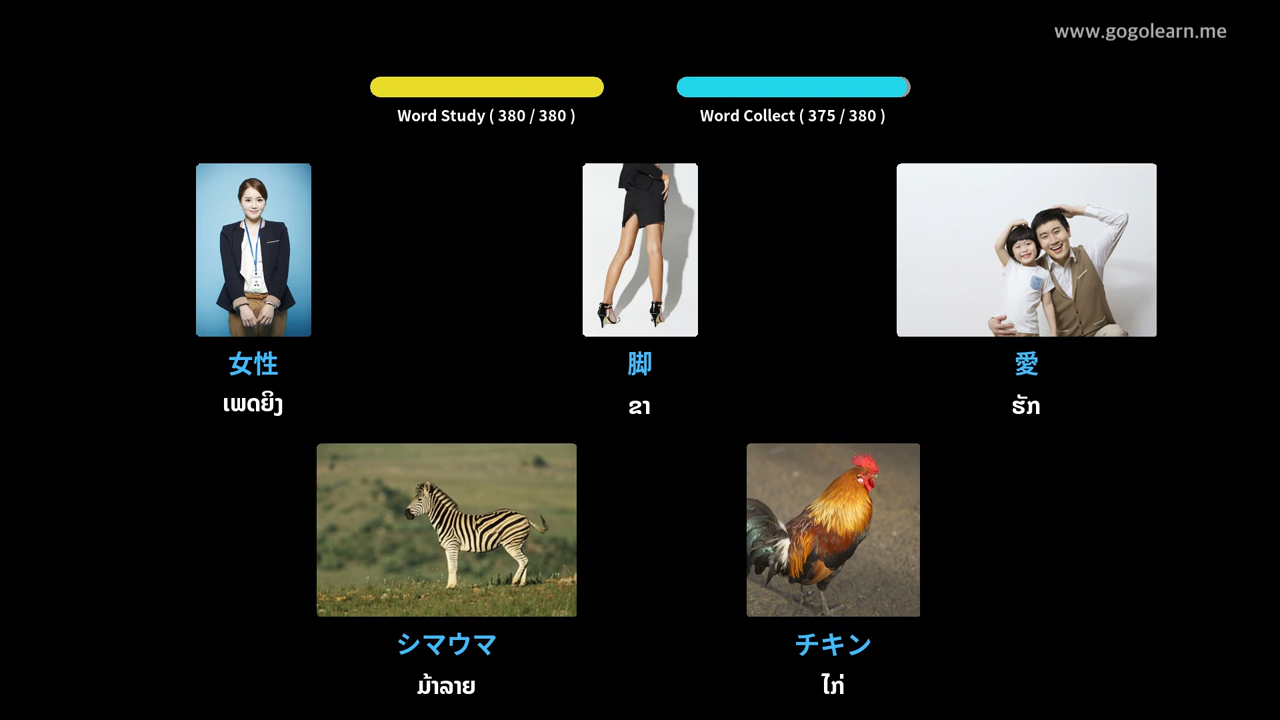 www.gogolearn.me
Word Study ( 380 / 380 )
Word Collect ( 375 / 380 )
女性
ເພດຍິງ
脚
ຂາ
愛
ຮັກ
シマウマ
ມ້າລາຍ
チキン
ໄກ່